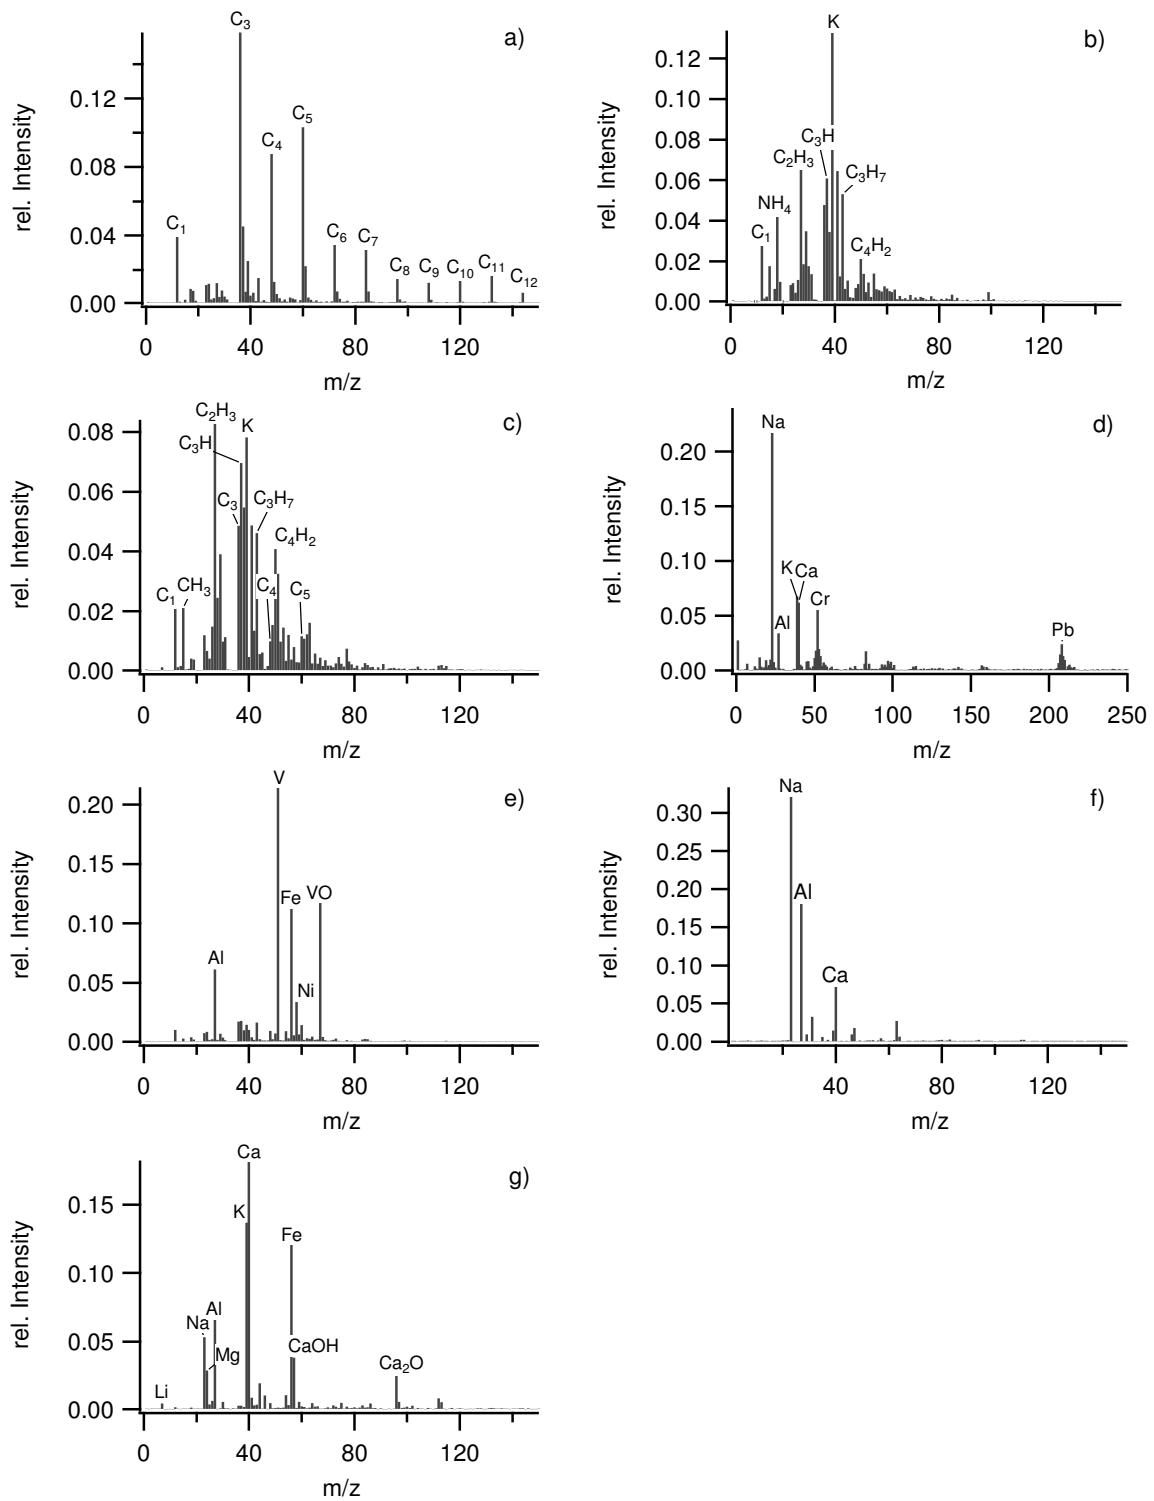 a)
C3
C5
C4
C1
C6 C7
C8 C9 C10 C11 C12
0.12
0.08
0.04
0.00
rel. Intensity
0 40 80 120
m/z
b)
K
C3H
C2H3
C3H7
NH4
C1
C4H2
0.12
0.10
0.08
0.06
0.04
0.02
0.00
rel. Intensity
0 40 80 120
m/z
c)
C2H3
K
C3H
C3 C3H7
C4H2
C1 CH3 C4 C5
0.08
0.06
0.04
0.02
0.00
rel. Intensity
0 40 80 120
m/z
d)
Na
K Ca
Cr
Al
Pb
0.20
0.15
0.10
0.05
0.00
rel. Intensity
0 50 100 150 200 250
m/z
e)
V
Fe VO
Al
Ni
0.20
0.15
0.10
0.05
0.00
rel. Intensity
0 40 80 120
m/z
f)
Na
Al
Ca
0.30
0.25
0.20
0.15
0.10
0.05
0.00
rel. Intensity
40 80 120
m/z
g)
Ca
K
Fe
Na Al
Mg CaOH
Ca2O
Li
0.15
0.10
0.05
0.00
rel. Intensity
0 40 80 120
m/z